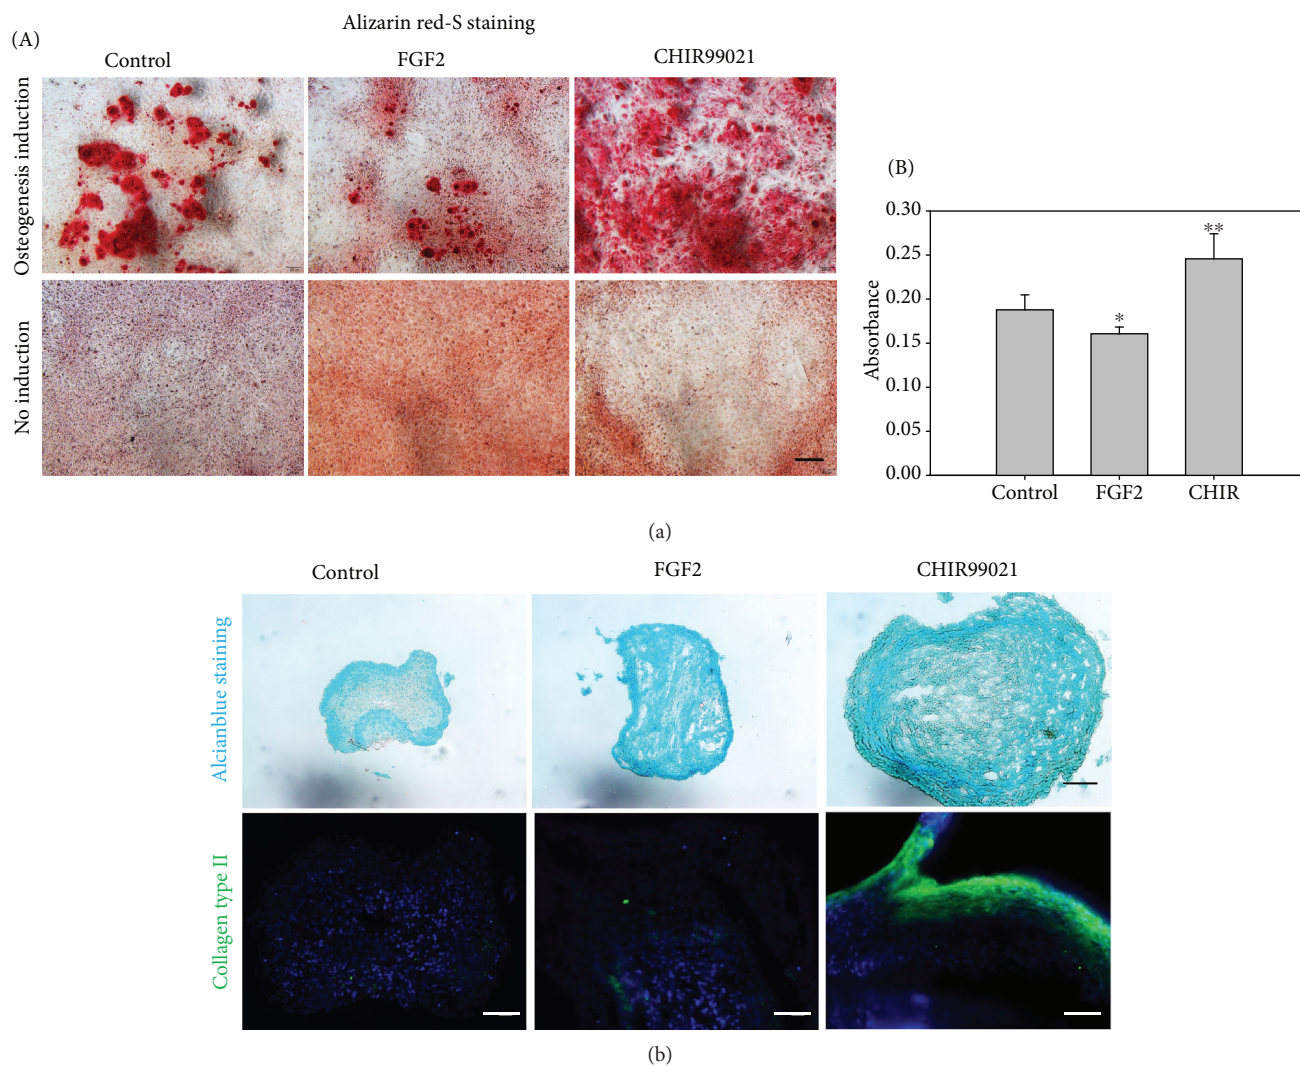 Alizarin red-S staining
(A)
Control
FGF2
CHIR99021
Osteogenesis induction
No induction
(B)
0.30
0.25
0.20
0.15
0.10
0.05
0.00
Absorbance
*
**
Control
FGF2
CHIR
(a)
Control
FGF2
CHIR99021
Alcianblue staining
Collagen type II
(b)